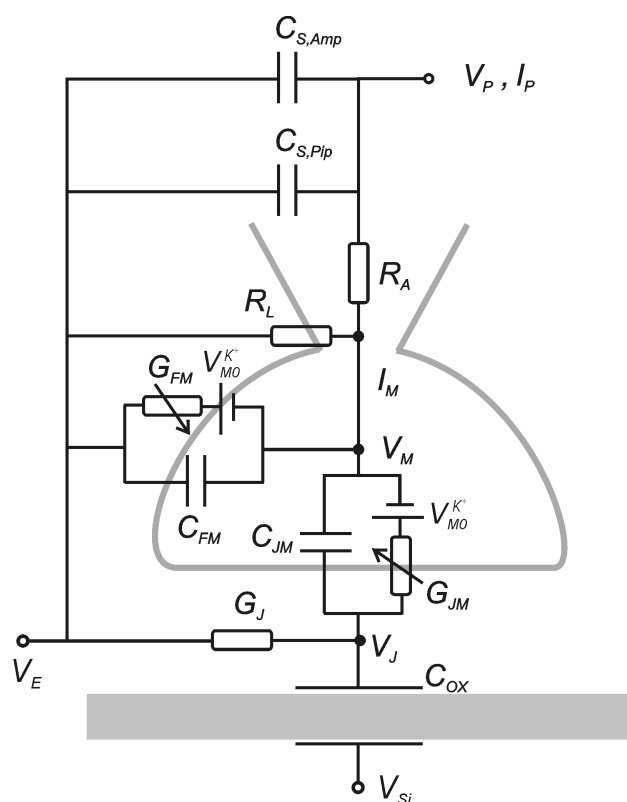 C_S,Amp
V_P , I_P
C_S,Pip
R_A
R_L
G_FM V_M0^K+
I_M
V_M
C_FM
C_JM V_M0^K+
G_JM
G_J
V_J
V_E
C_OX
V_Si